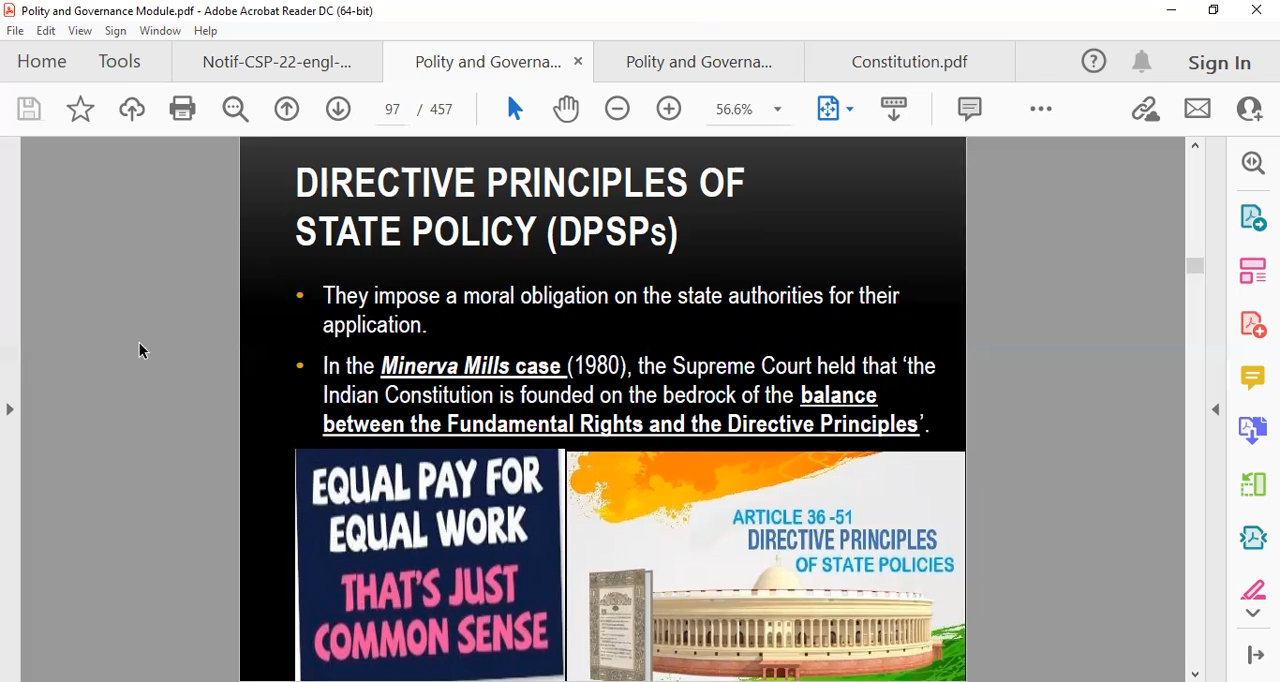 Polity and Governance Module.pdf - Adobe Acrobat Reader DC (64-bit)
File Edit View Sign Window Help
Home Tools Notif-CSP-22-engl-... Polity and Governa... Polity and Governa... Constitution.pdf Sign In
97 / 457 56.6%
DIRECTIVE PRINCIPLES OF
STATE POLICY (DPSPs)
• They impose a moral obligation on the state authorities for their
application.
• In the Minerva Mills case (1980), the Supreme Court held that ‘the
Indian Constitution is founded on the bedrock of the balance
between the Fundamental Rights and the Directive Principles’.
EQUAL PAY FOR
EQUAL WORK
THAT'S JUST
COMMON SENSE
ARTICLE 36 -51
DIRECTIVE PRINCIPLES
OF STATE POLICIES